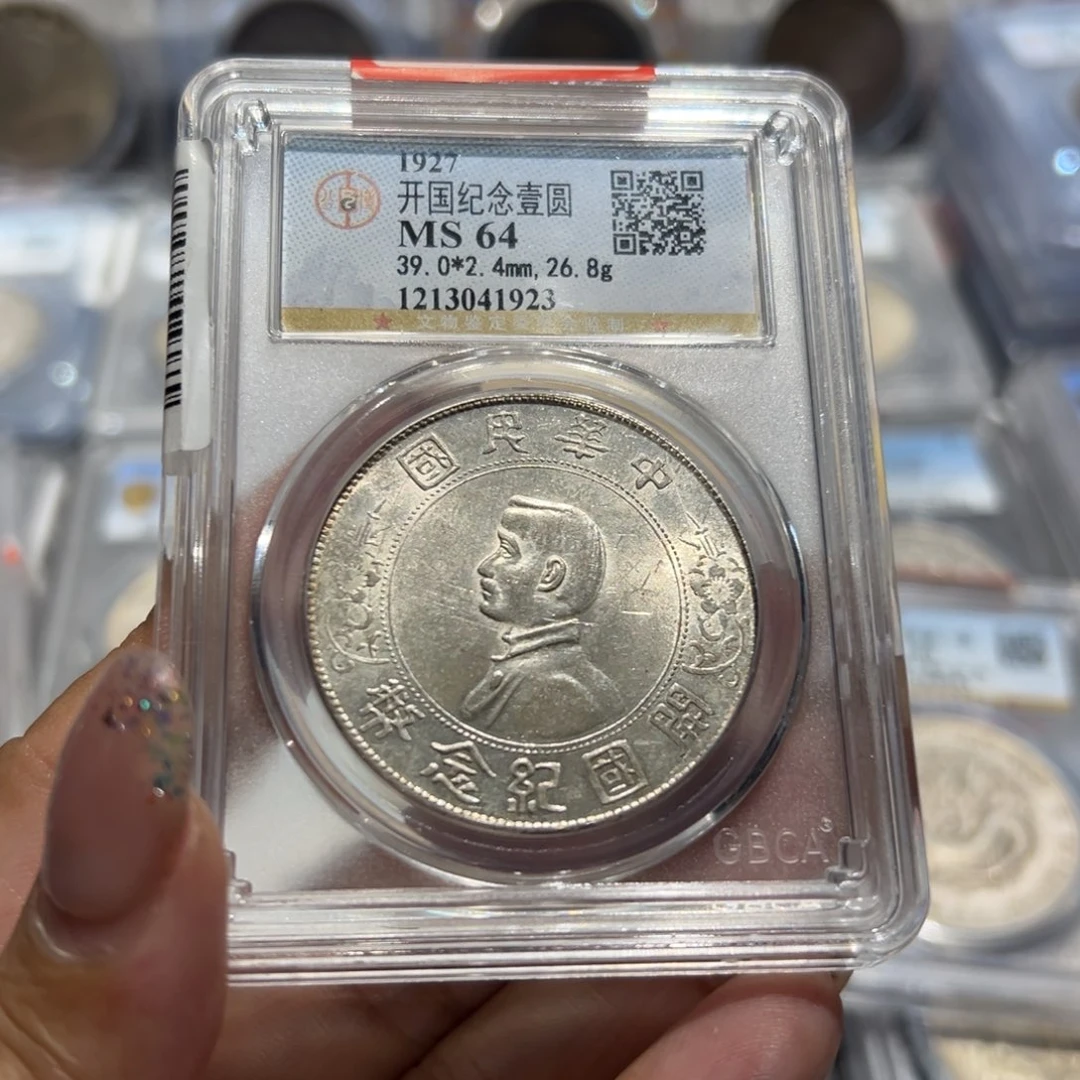 1927
开国纪念壹圆
MS 64
39.0*2.4mm,26.8g
1213041923
中華民國
開國紀念幣
GBCA